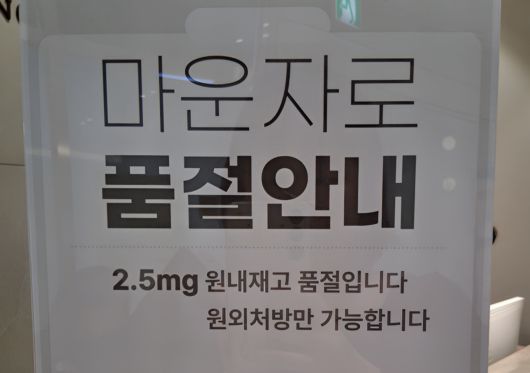 마운자로
품절안내
2.5mg 원내재고 품절입니다
원외처방만 가능합니다